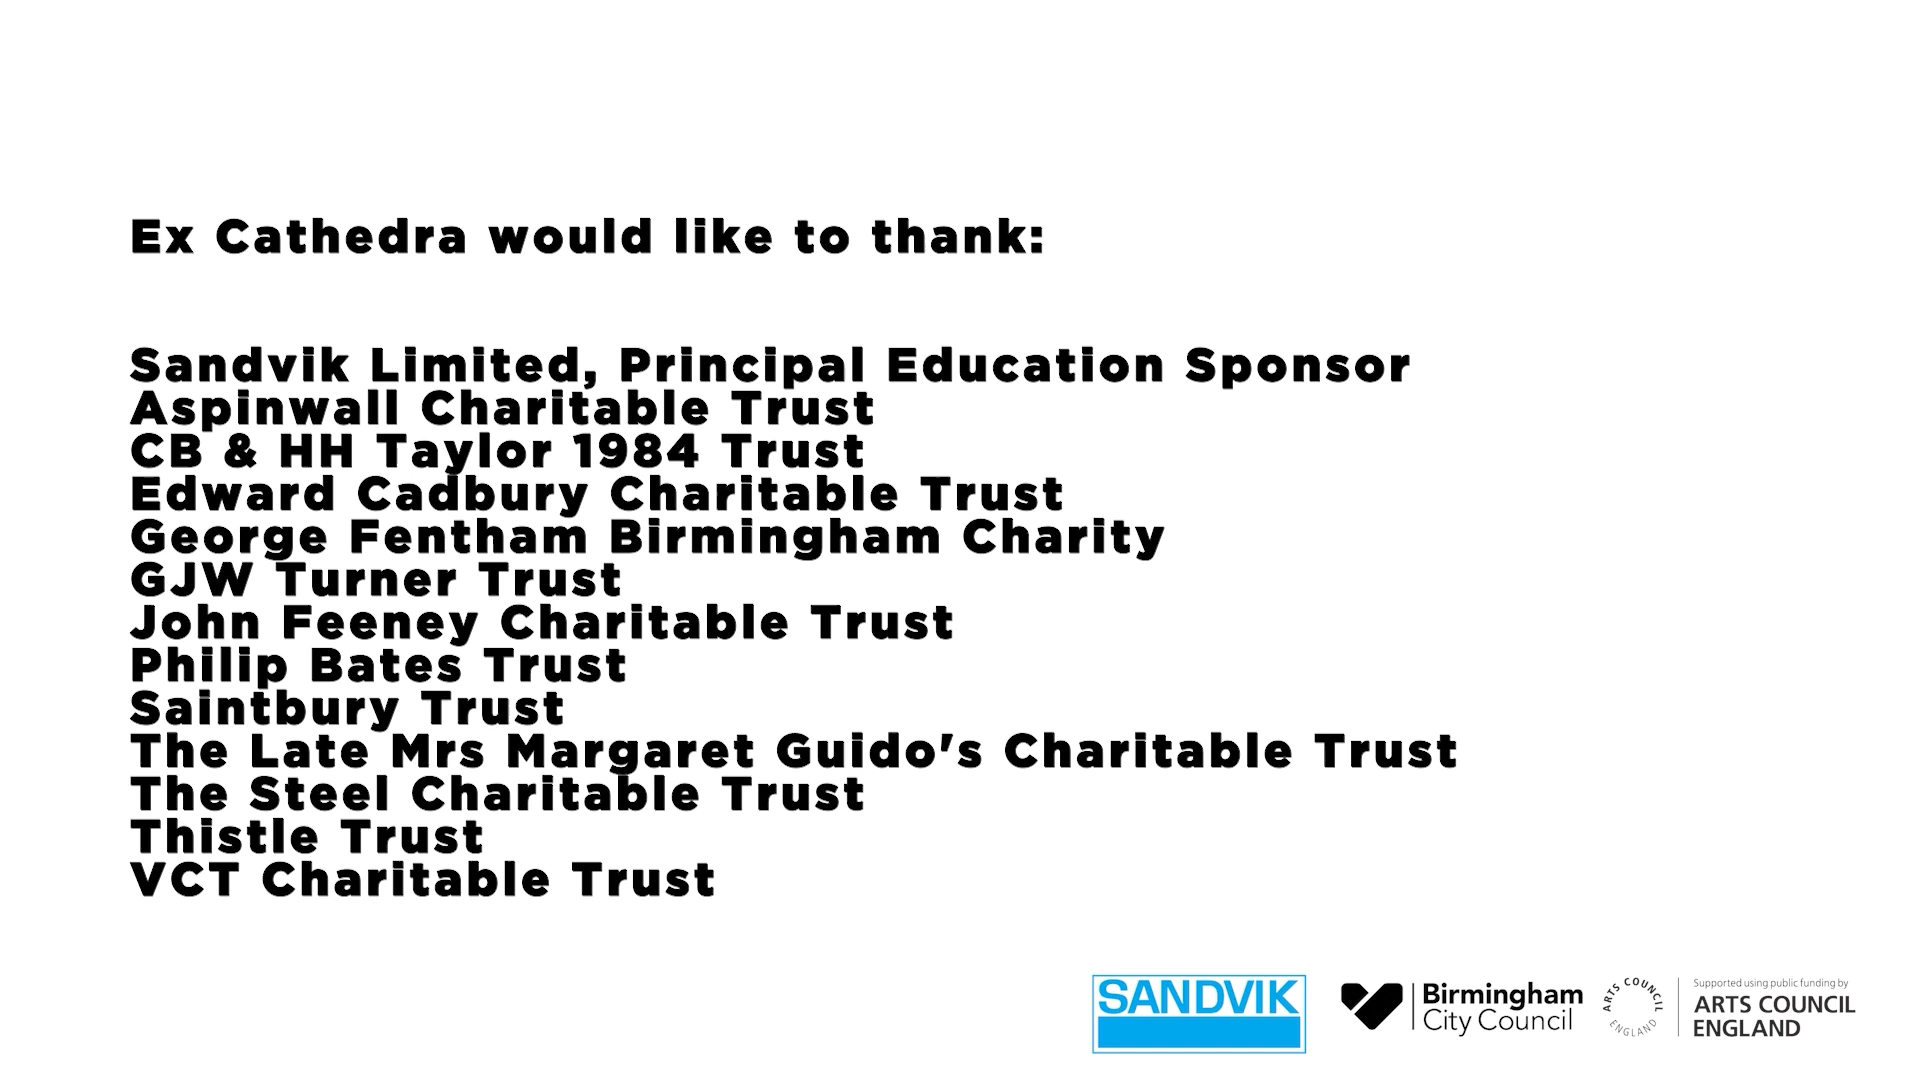 Ex Cathedra would like to thank:
Sandvik Limited, Principal Education Sponsor
Aspinwall Charitable Trust
CB & HH Taylor 1984 Trust
Edward Cadbury Charitable Trust
George Fentham Birmingham Charity
GJW Turner Trust
John Feeney Charitable Trust
Philip Bates Trust
Saintbury Trust
The Late Mrs Margaret Guido's Charitable Trust
The Steel Charitable Trust
Thistle Trust
VCT Charitable Trust
SANDVIK
Birmingham
City Council
ARTS COUNCIL
ENGLAND
Supported using public funding by
ARTS COUNCIL
ENGLAND